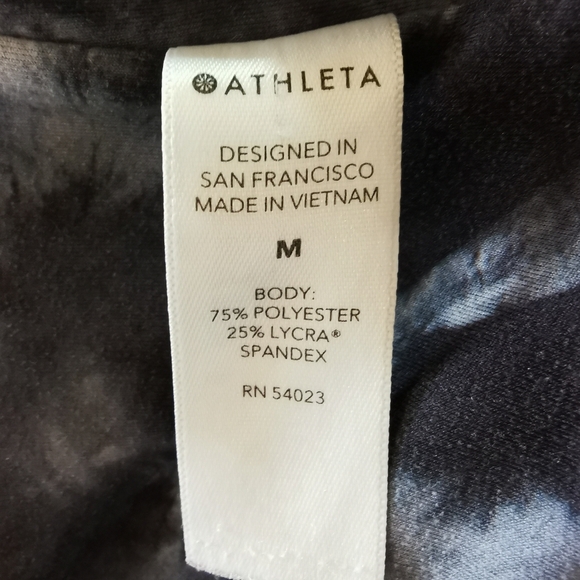 ATHLETA
DESIGNED IN
SAN FRANCISCO
MADE IN VIETNAM
M
BODY:
75% POLYESTER
25% LYCRA®
SPANDEX
RN 54023